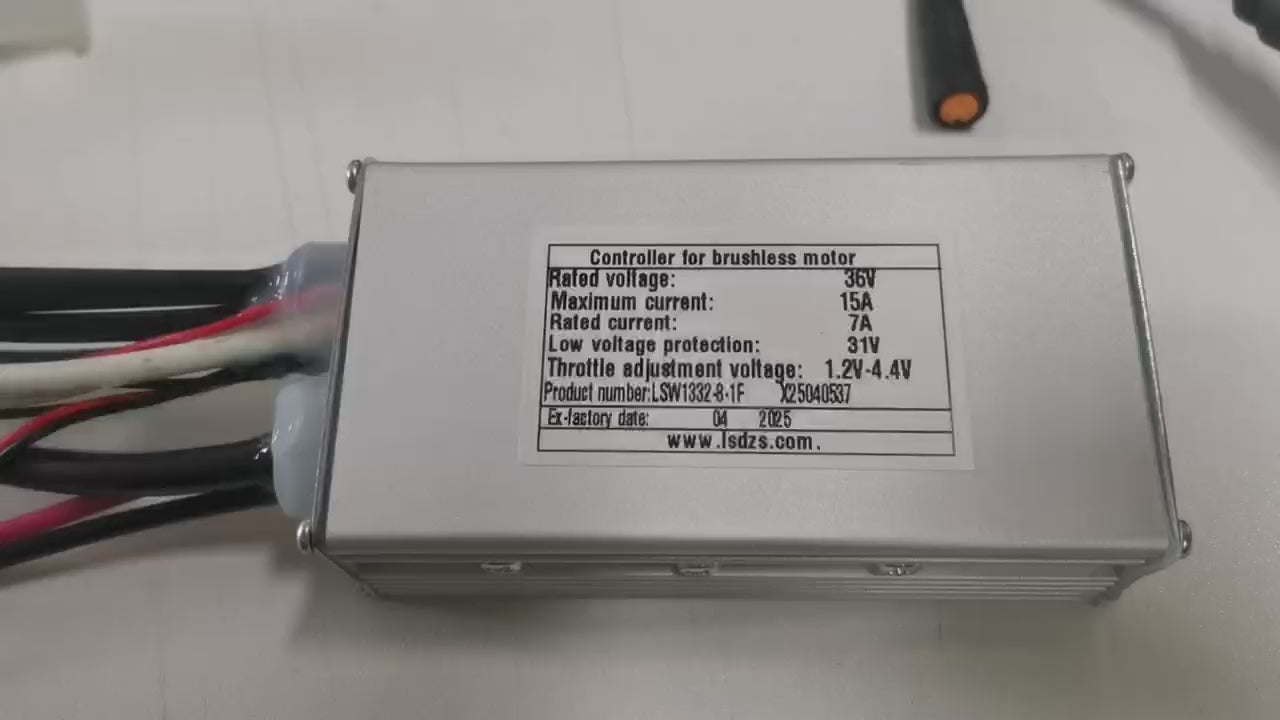 Controller for brushless motor
Rated voltage: 36V
Maximum current: 15A
Rated current: 7A
Low voltage protection: 31V
Throttle adjustment voltage: 1.2V-4.4V
Product number:LSW1332-8-1F X25040537
Ex-factory date: 04 2025
www.lsdzs.com.